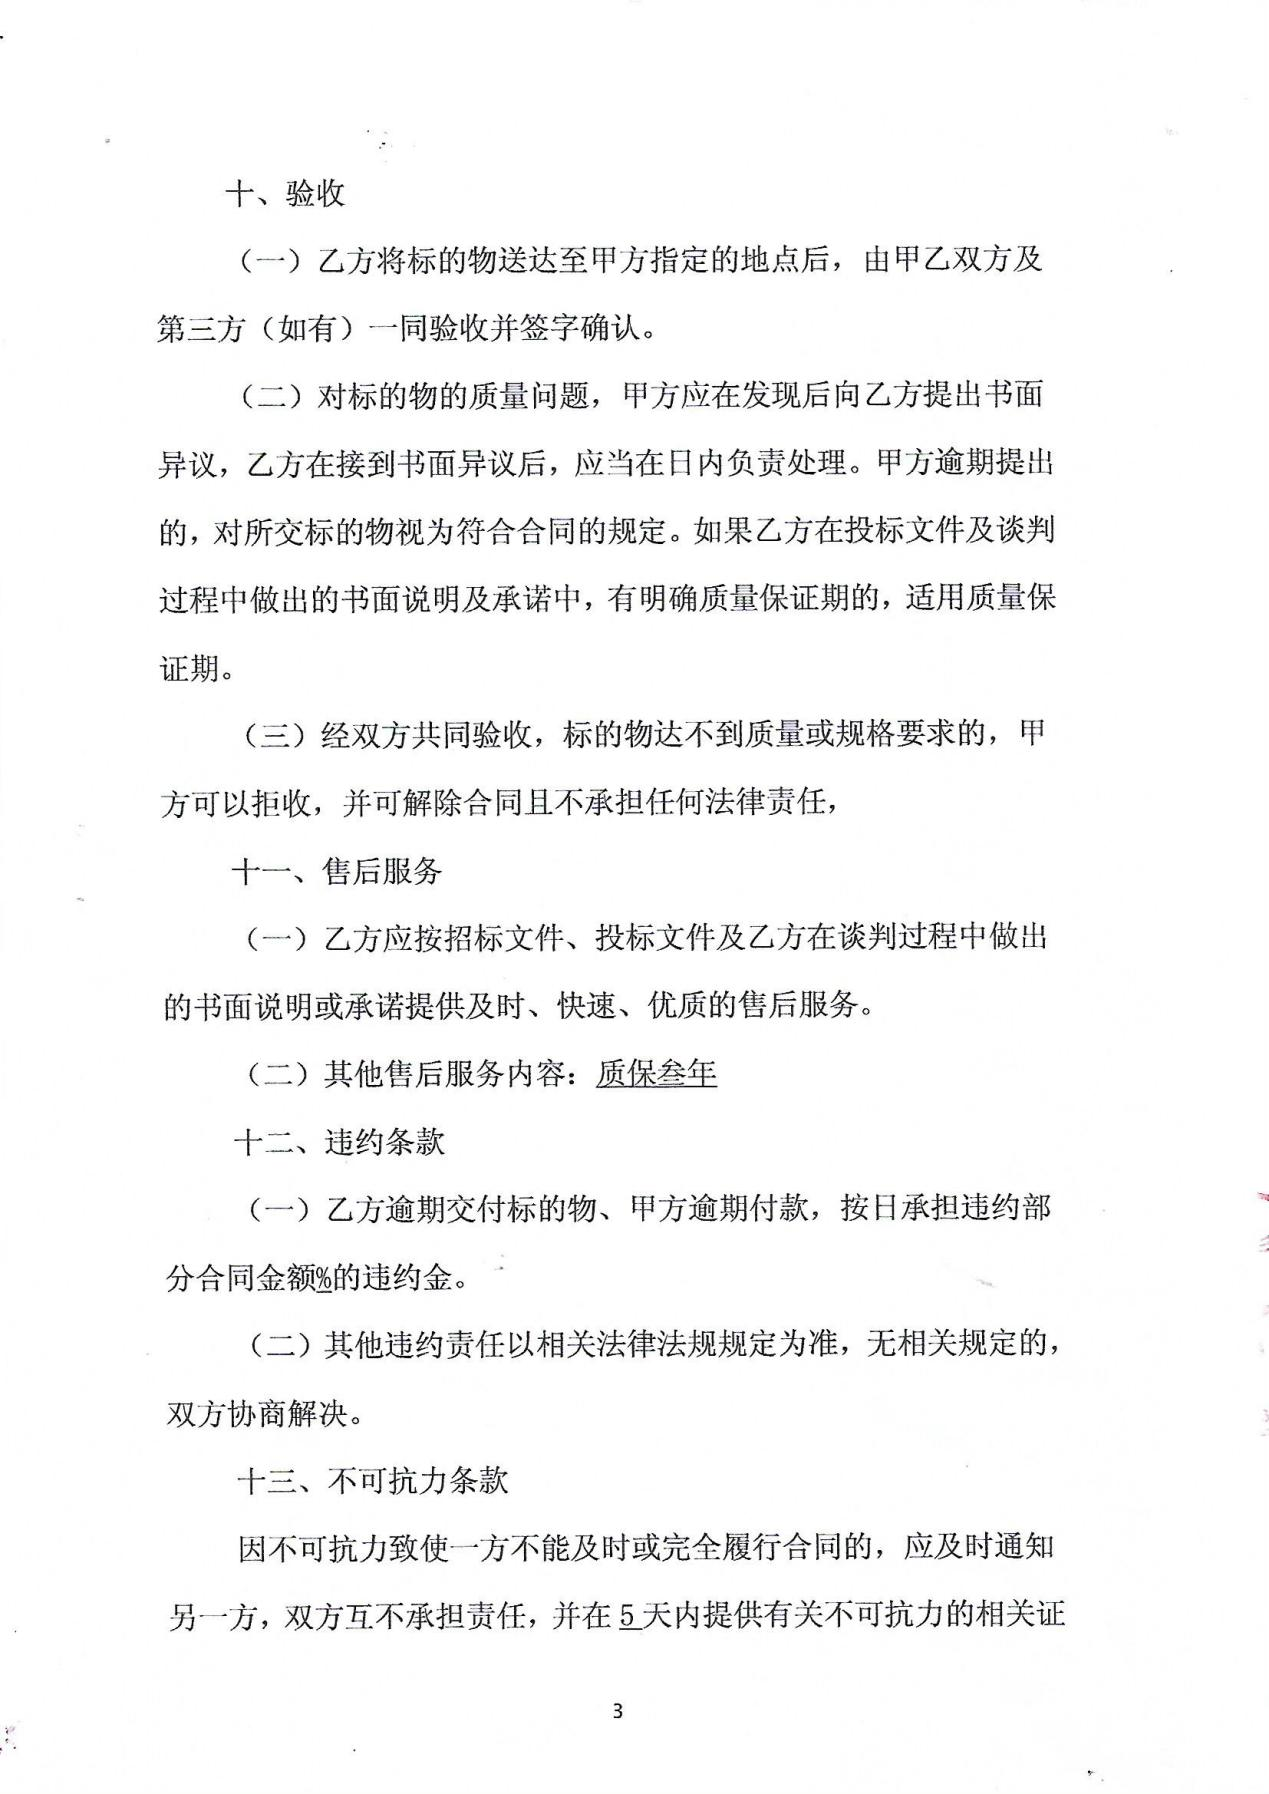 十、验收
（一）乙方将标的物送达至甲方指定的地点后，由甲乙双方及
第三方（如有）一同验收并签字确认。
（二）对标的物的质量问题，甲方应在发现后向乙方提出书面
异议，乙方在接到书面异议后，应当在日内负责处理。甲方逾期提出
的，对所交标的物视为符合合同的规定。如果乙方在投标文件及谈判
过程中做出的书面说明及承诺中，有明确质量保证期的，适用质量保
证期。
（三）经双方共同验收，标的物达不到质量或规格要求的，甲
方可以拒收，并可解除合同且不承担任何法律责任，
十一、售后服务
（一）乙方应按招标文件、投标文件及乙方在谈判过程中做出
的书面说明或承诺提供及时、快速、优质的售后服务。
（二）其他售后服务内容：质保叁年
十二、违约条款
（一）乙方逾期交付标的物、甲方逾期付款，按日承担违约部
分合同金额%的违约金。
（二）其他违约责任以相关法律法规规定为准，无相关规定的，
双方协商解决。
十三、不可抗力条款
因不可抗力致使一方不能及时或完全履行合同的，应及时通知
另一方，双方互不承担责任，并在 5 天内提供有关不可抗力的相关证
3